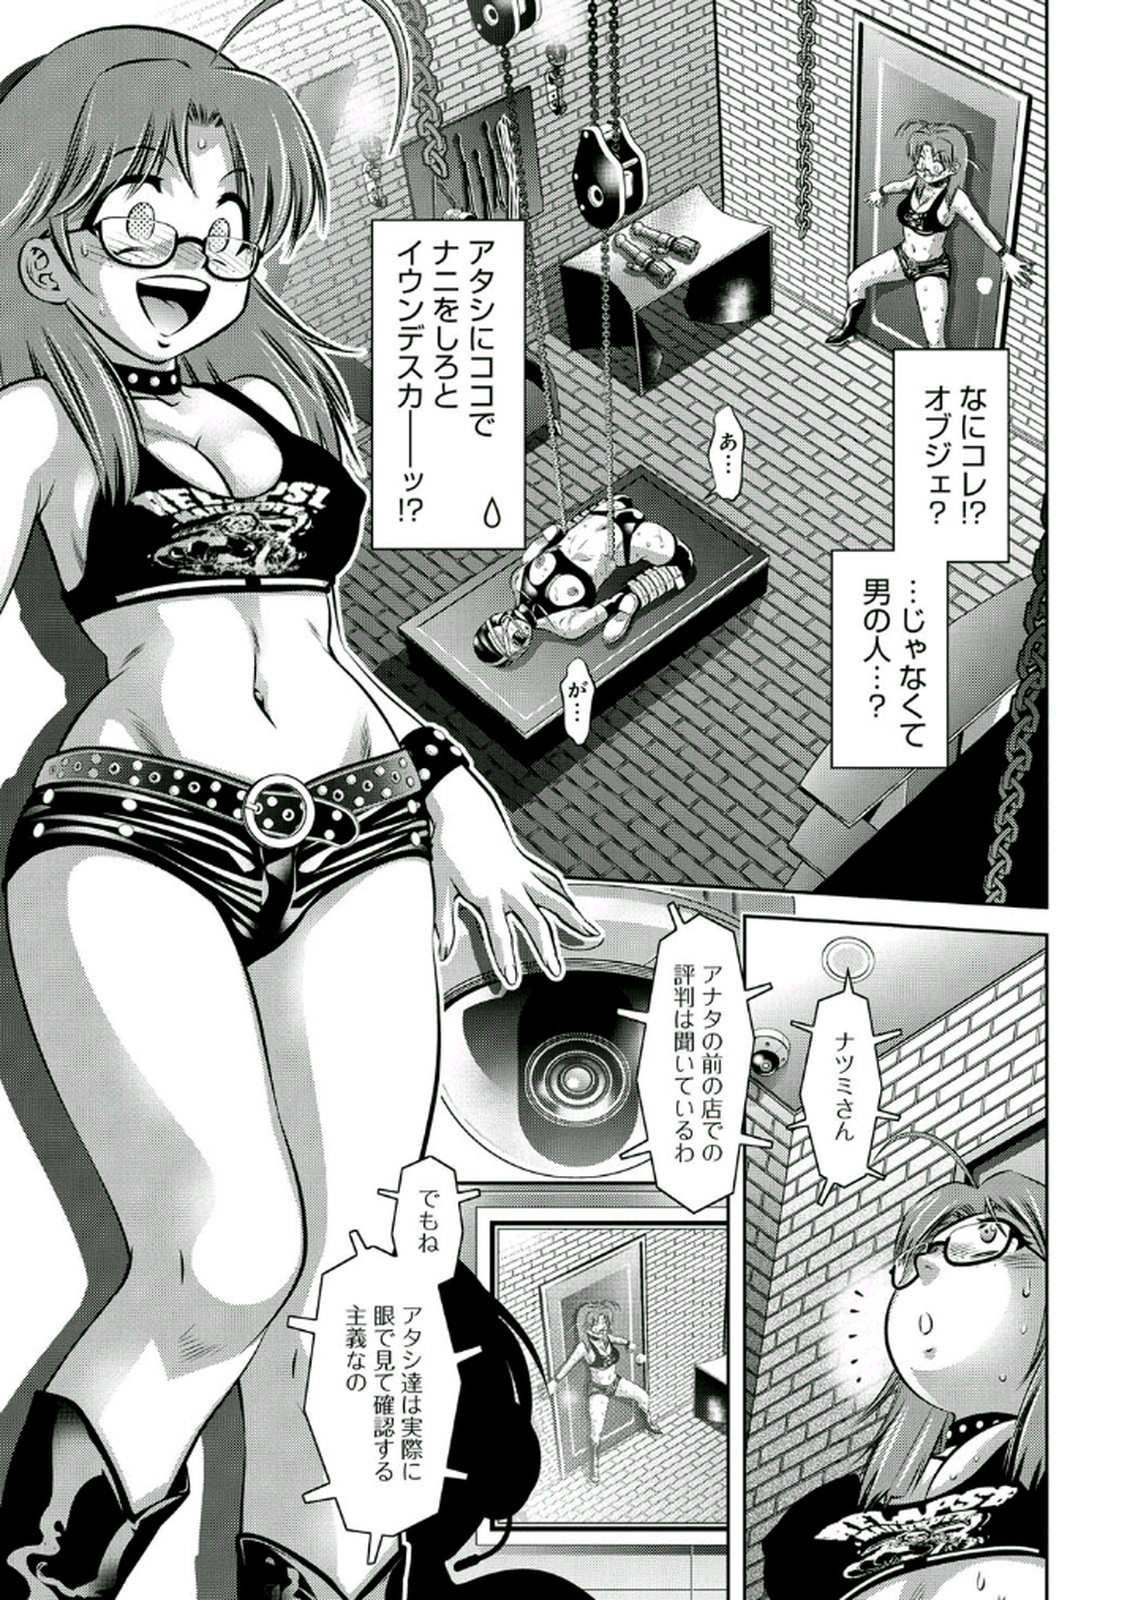 なにコレ!?
オブジェ？
…じゃなくて
男の人…？
あ…
が…
アタシにココで
ナニをしろと
イウンデスカーーッ!?
ナツミさん
アナタの前の店での
評判は聞いているわ
でもね
アタシ達は実際に
眼で見て確認する
主義なの